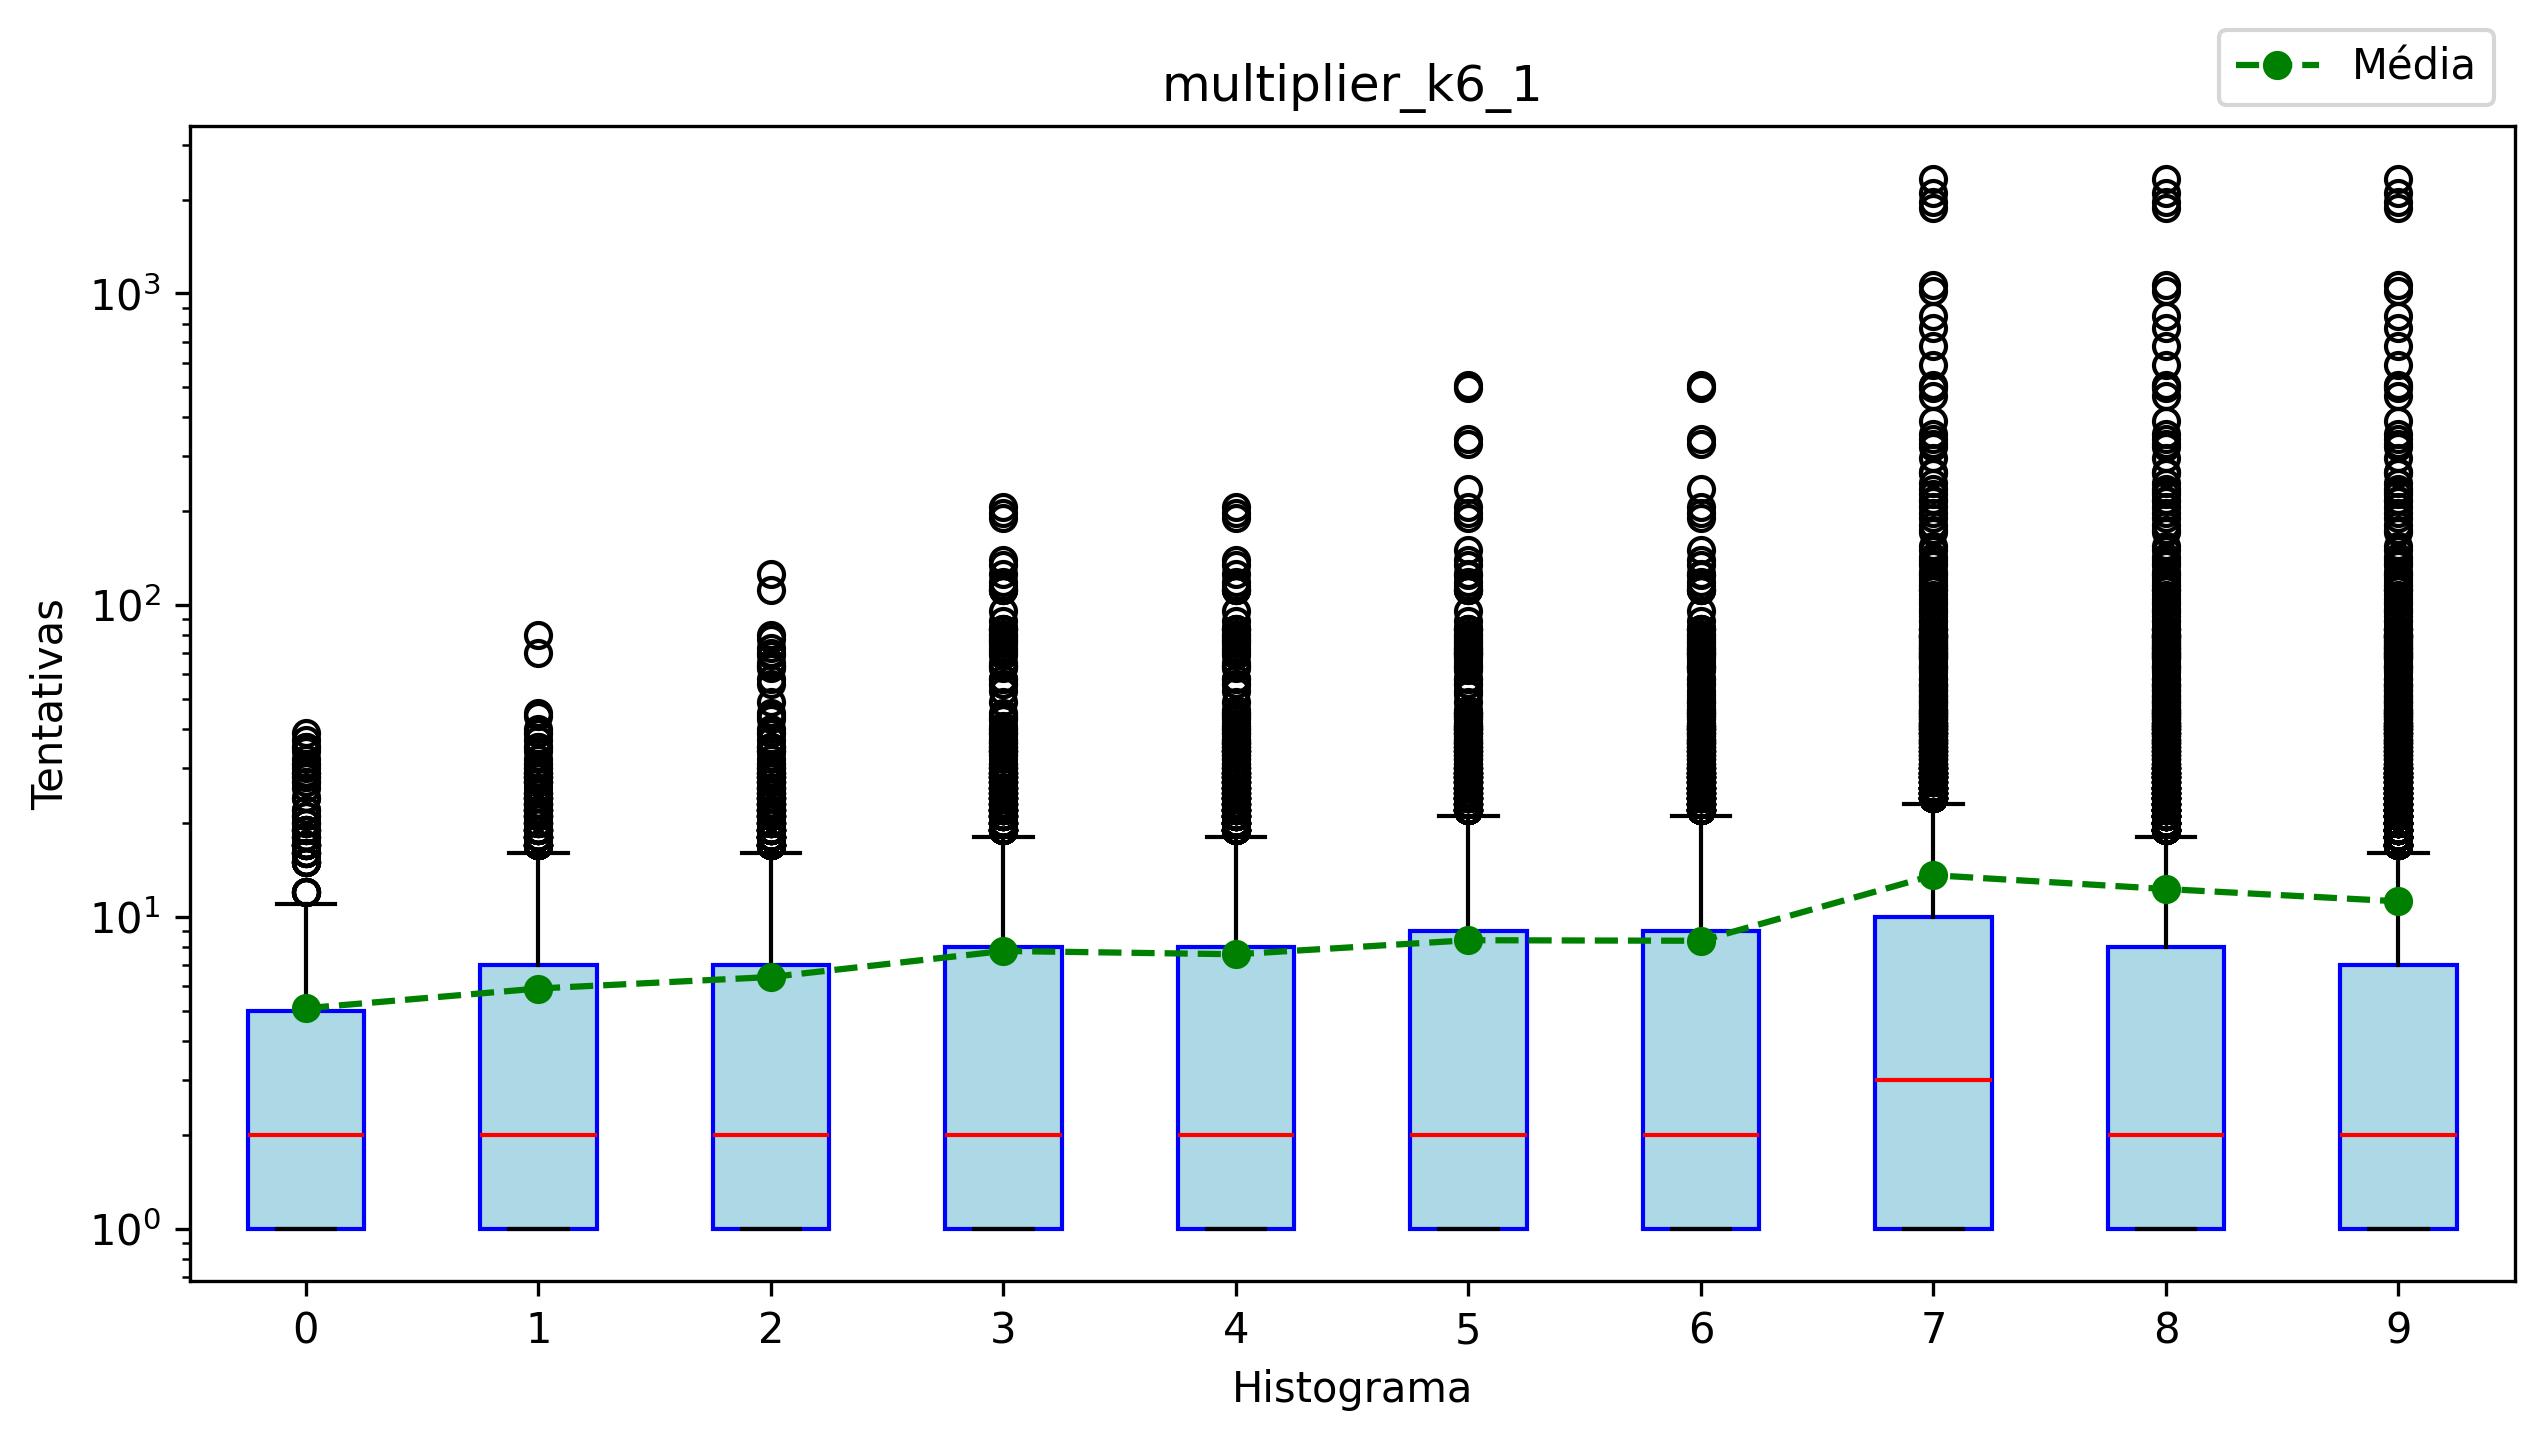 Média
multiplier_k6_1
10³
10²
10¹
10⁰
Tentativas
0 1 2 3 4 5 6 7 8 9
Histograma